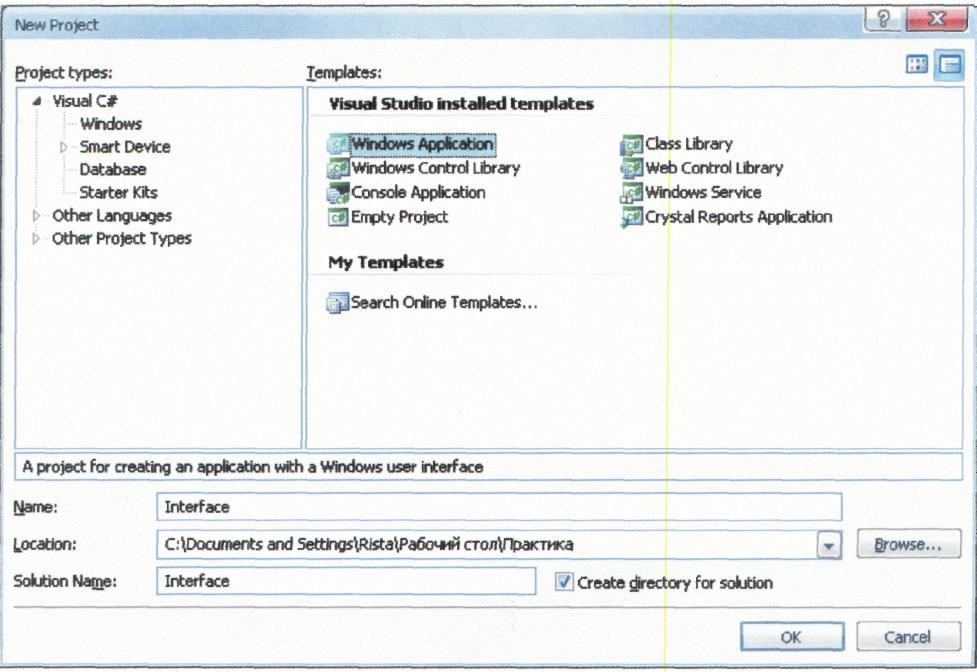 New Project
Project types:
Templates:
Visual C#
Windows
Smart Device
Database
Starter Kits
Other Languages
Other Project Types
Visual Studio installed templates
Windows Application
Class Library
Windows Control Library
Web Control Library
Console Application
Windows Service
Empty Project
Crystal Reports Application
My Templates
Search Online Templates...
A project for creating an application with a Windows user interface
Name:
Interface
Location:
C:\Documents and Settings\Rista\Рабочий стол\Практика
Browse...
Solution Name:
Interface
Create directory for solution
OK
Cancel